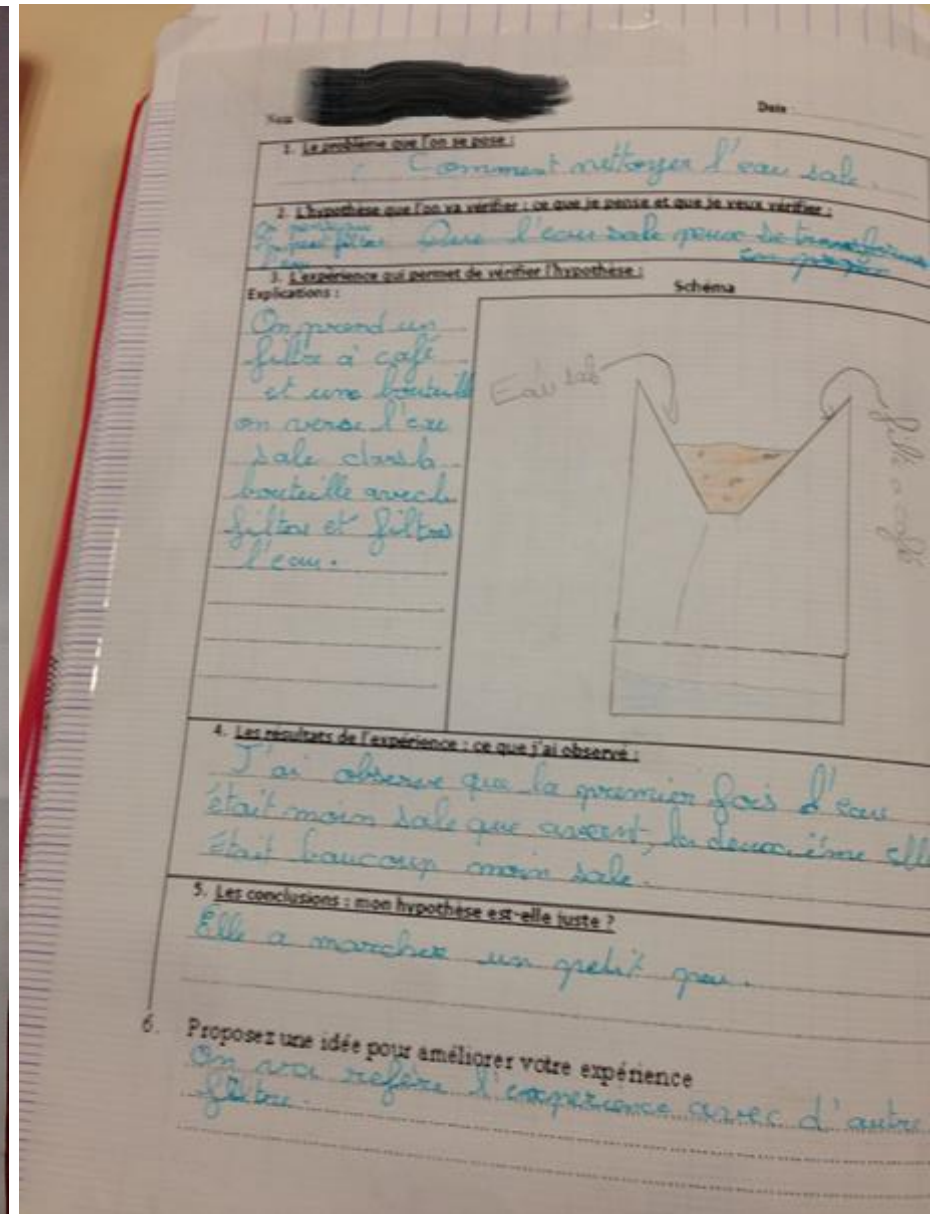 Nom
Date
1. Le problème que l'on se pose :
Comment nettoyer l'eau sale.
2. L'hypothèse que l'on va vérifier : ce que je pense et que je veux vérifier :
Que l'eau sale peux se
3. L'expérience qui permet de vérifier l'hypothèse :
Explications :
On prend un
filtre a café
et une bouteille
on verse l'eau
sale dans la
bouteille avec le
filtre et filtres
l'eau.
Schéma
Eau sale
filtre a café
4. Les résultats de l'expérience : ce que j'ai observé :
J'ai observé que la premier fois l'eau
était moin sale que avant, la deuxième elle
était baucoup moin sale.
5. Les conclusions : mon hypothèse est-elle juste ?
Elle a marcher un petit peu.
6. Proposez une idée pour améliorer votre expérience
On va refère l'expérience avec d'autre
filtre.